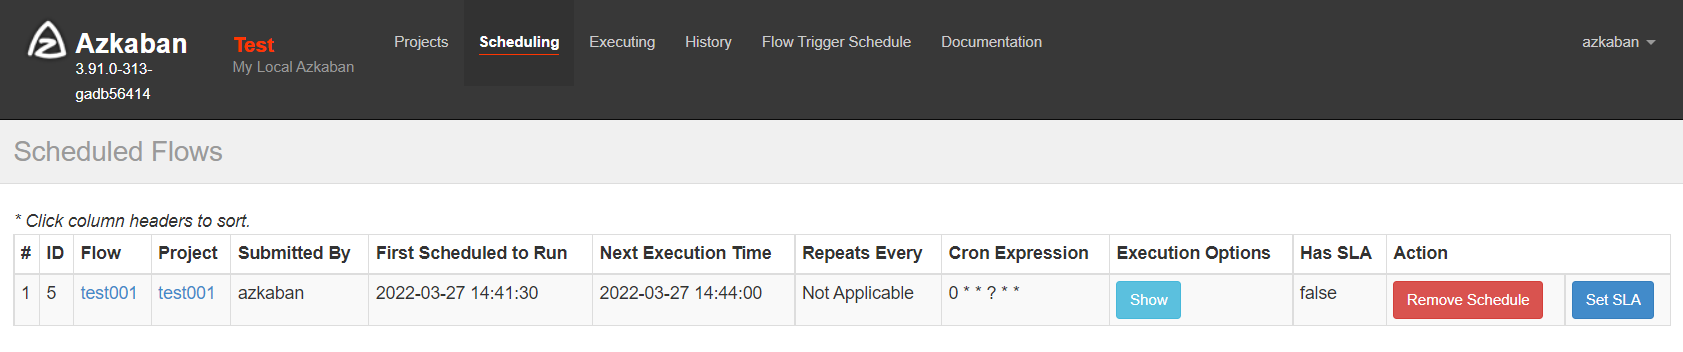 Azkaban
3.91.0-313-
gadb56414
Test
My Local Azkaban
Projects Scheduling Executing History Flow Trigger Schedule Documentation azkaban
Scheduled Flows
* Click column headers to sort.
# ID Flow Project Submitted By First Scheduled to Run Next Execution Time Repeats Every Cron Expression Execution Options Has SLA Action
1 5 test001 test001 azkaban 2022-03-27 14:41:30 2022-03-27 14:44:00 Not Applicable 0 * * ? * * Show false Remove Schedule Set SLA